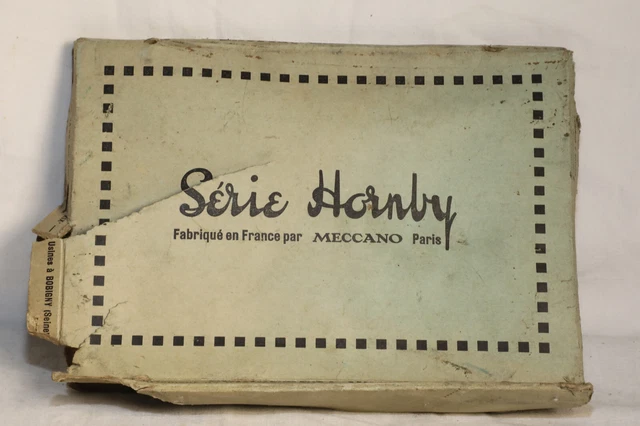 Série Hornby
Fabriqué en France par MECCANO Paris
Usines à BOBIGNY (Seine)